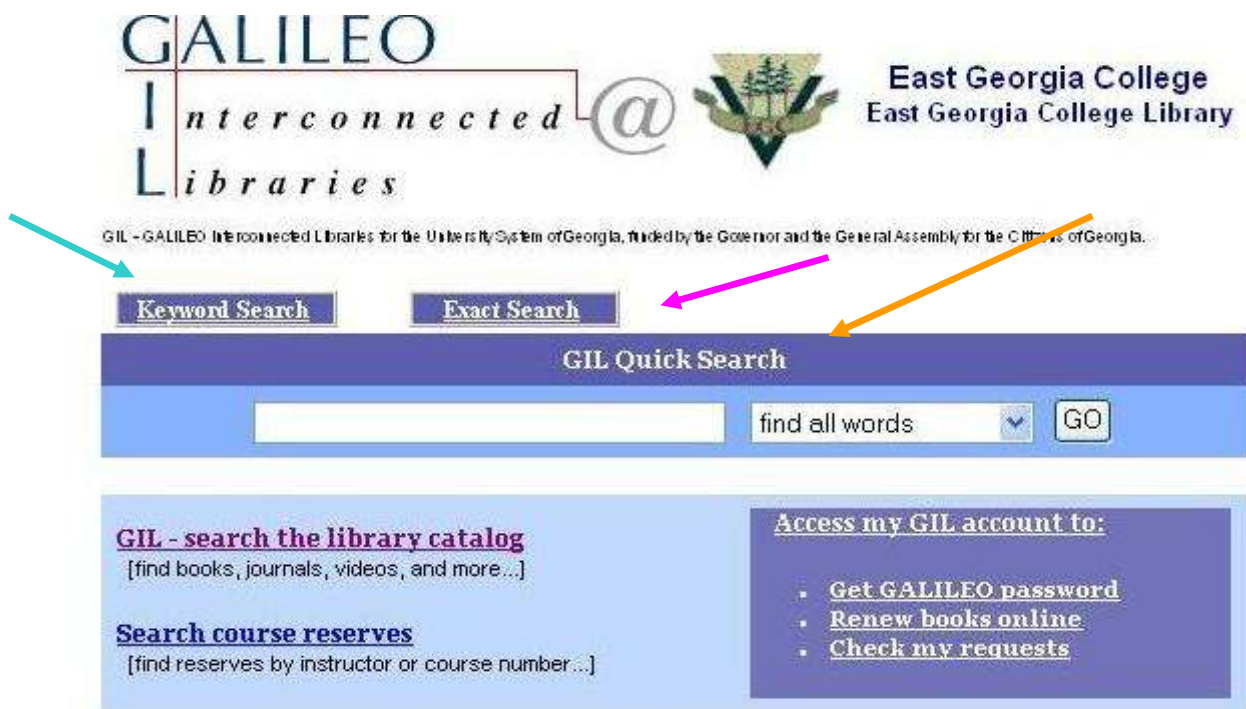 GALILEO
Interconnected @
Libraries
EGC
East Georgia College
East Georgia College Library
GIL - GALILEO Interconnected Libraries for the University System of Georgia, funded by the Governor and the General Assembly for the Citizens of Georgia.
Keyword Search Exact Search
GIL Quick Search
find all words GO
GIL - search the library catalog
[find books, journals, videos, and more...]
Search course reserves
[find reserves by instructor or course number...]
Access my GIL account to:
▪ Get GALILEO password
▪ Renew books online
▪ Check my requests